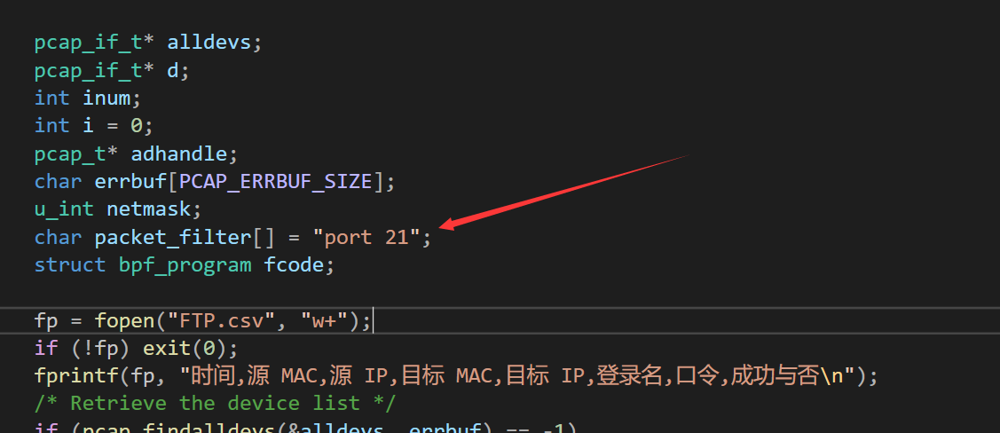 pcap_if_t* alldevs;
pcap_if_t* d;
int inum;
int i = 0;
pcap_t* adhandle;
char errbuf[PCAP_ERRBUF_SIZE];
u_int netmask;
char packet_filter[] = "port 21";
struct bpf_program fcode;
fp = fopen("FTP.csv", "w+");
if (!fp) exit(0);
fprintf(fp, "时间,源 MAC,源 IP,目标 MAC,目标 IP,登录名,口令,成功与否\n");
/* Retrieve the device list */
if (pcap_findalldevs(&alldevs, errbuf) == -1)